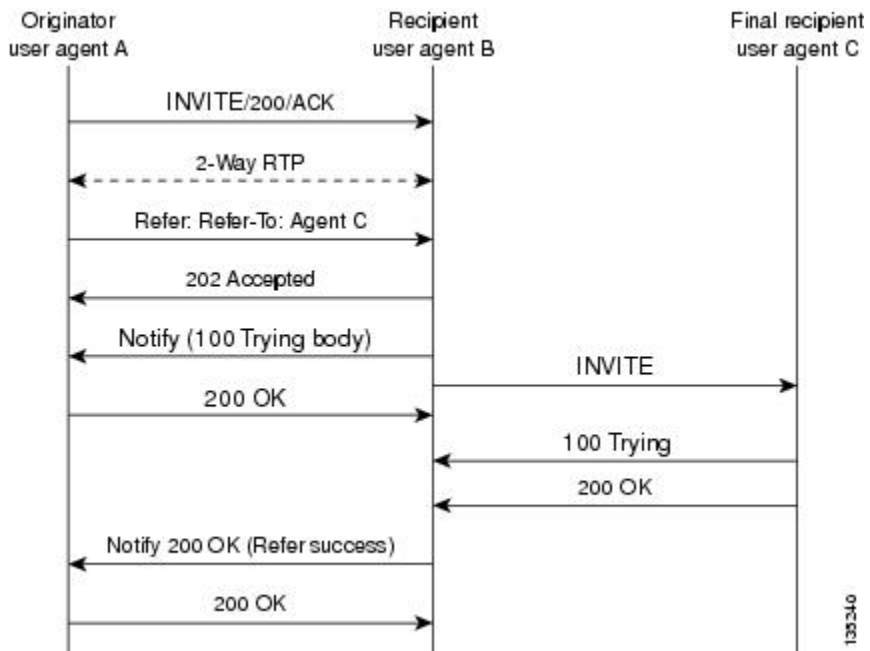 Originator
user agent A
Recipient
user agent B
Final recipient
user agent C
INVITE/200/ACK
2-Way RTP
Refer: Refer-To: Agent C
202 Accepted
Notify (100 Trying body)
INVITE
200 OK
100 Trying
200 OK
Notify 200 OK (Refer success)
200 OK
135240